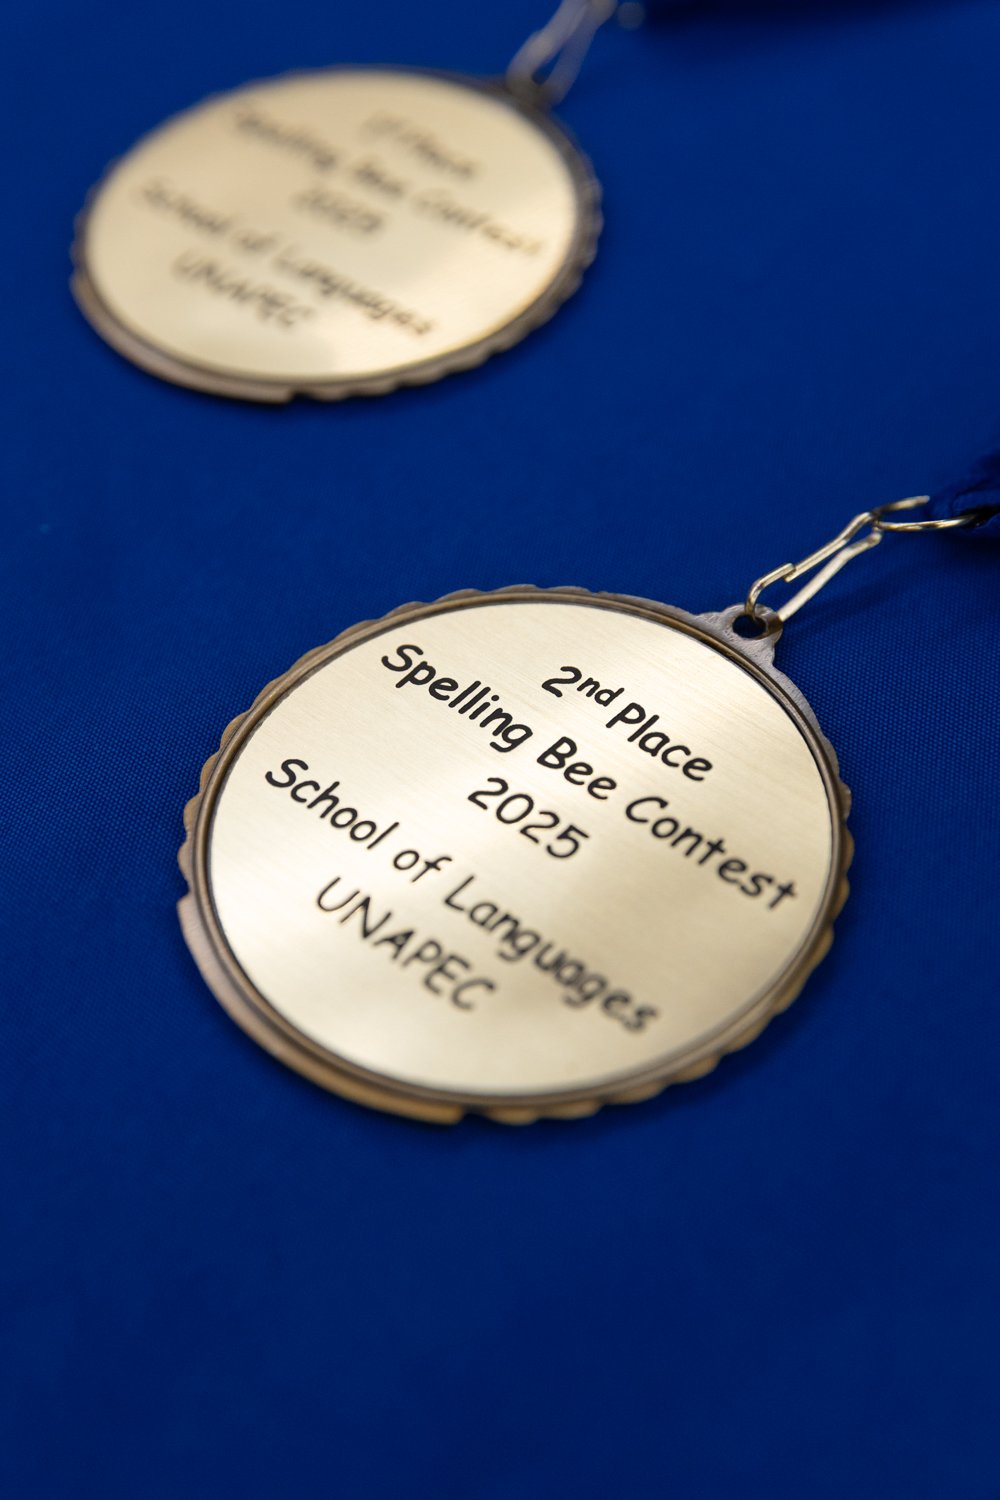 Spelling Bee Contest
2025
School of Languages
UNAPEC
2nd Place
Spelling Bee Contest
2025
School of Languages
UNAPEC